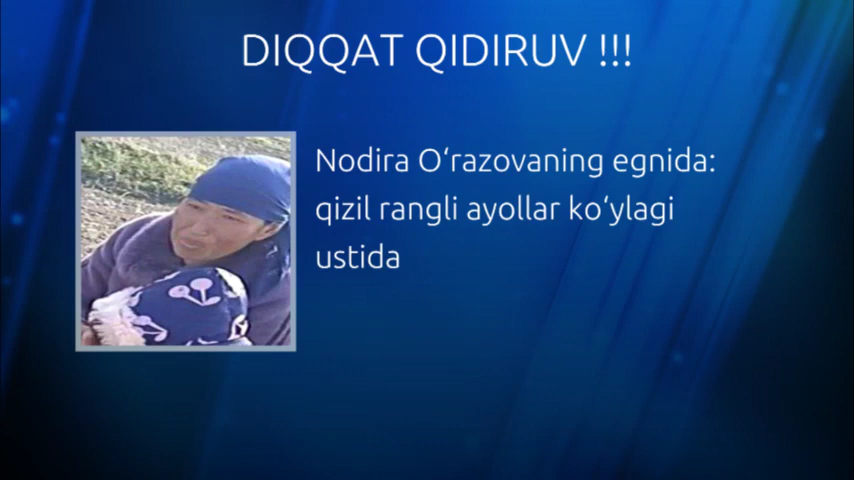 DIQQAT QIDIRUV !!!
Nodira O‘razovaning egnida:
qizil rangli ayollar ko‘ylagi
ustida